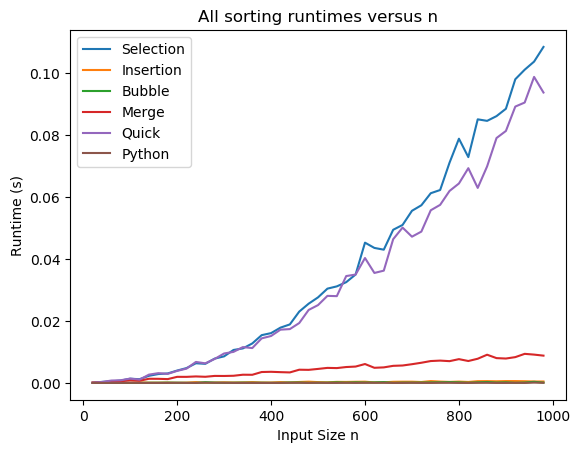 All sorting runtimes versus n
Selection
Insertion
Bubble
Merge
Quick
Python
Runtime (s)
0.10
0.08
0.06
0.04
0.02
0.00
0
200
400
600
800
1000
Input Size n